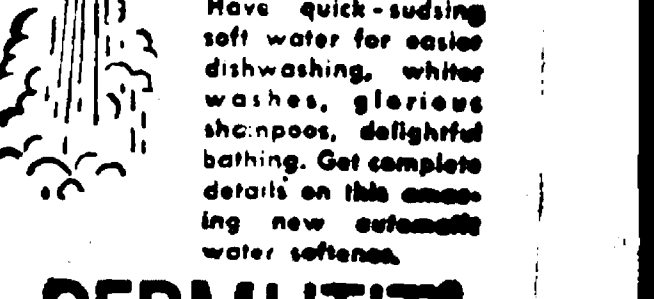 Have quick-sudsing
soft water for easier
dishwashing, whiter
washes, glorious
shampoos, delightful
bathing. Get complete
details on this amaz-
ing new automatic
water softener.
PERMUTIT